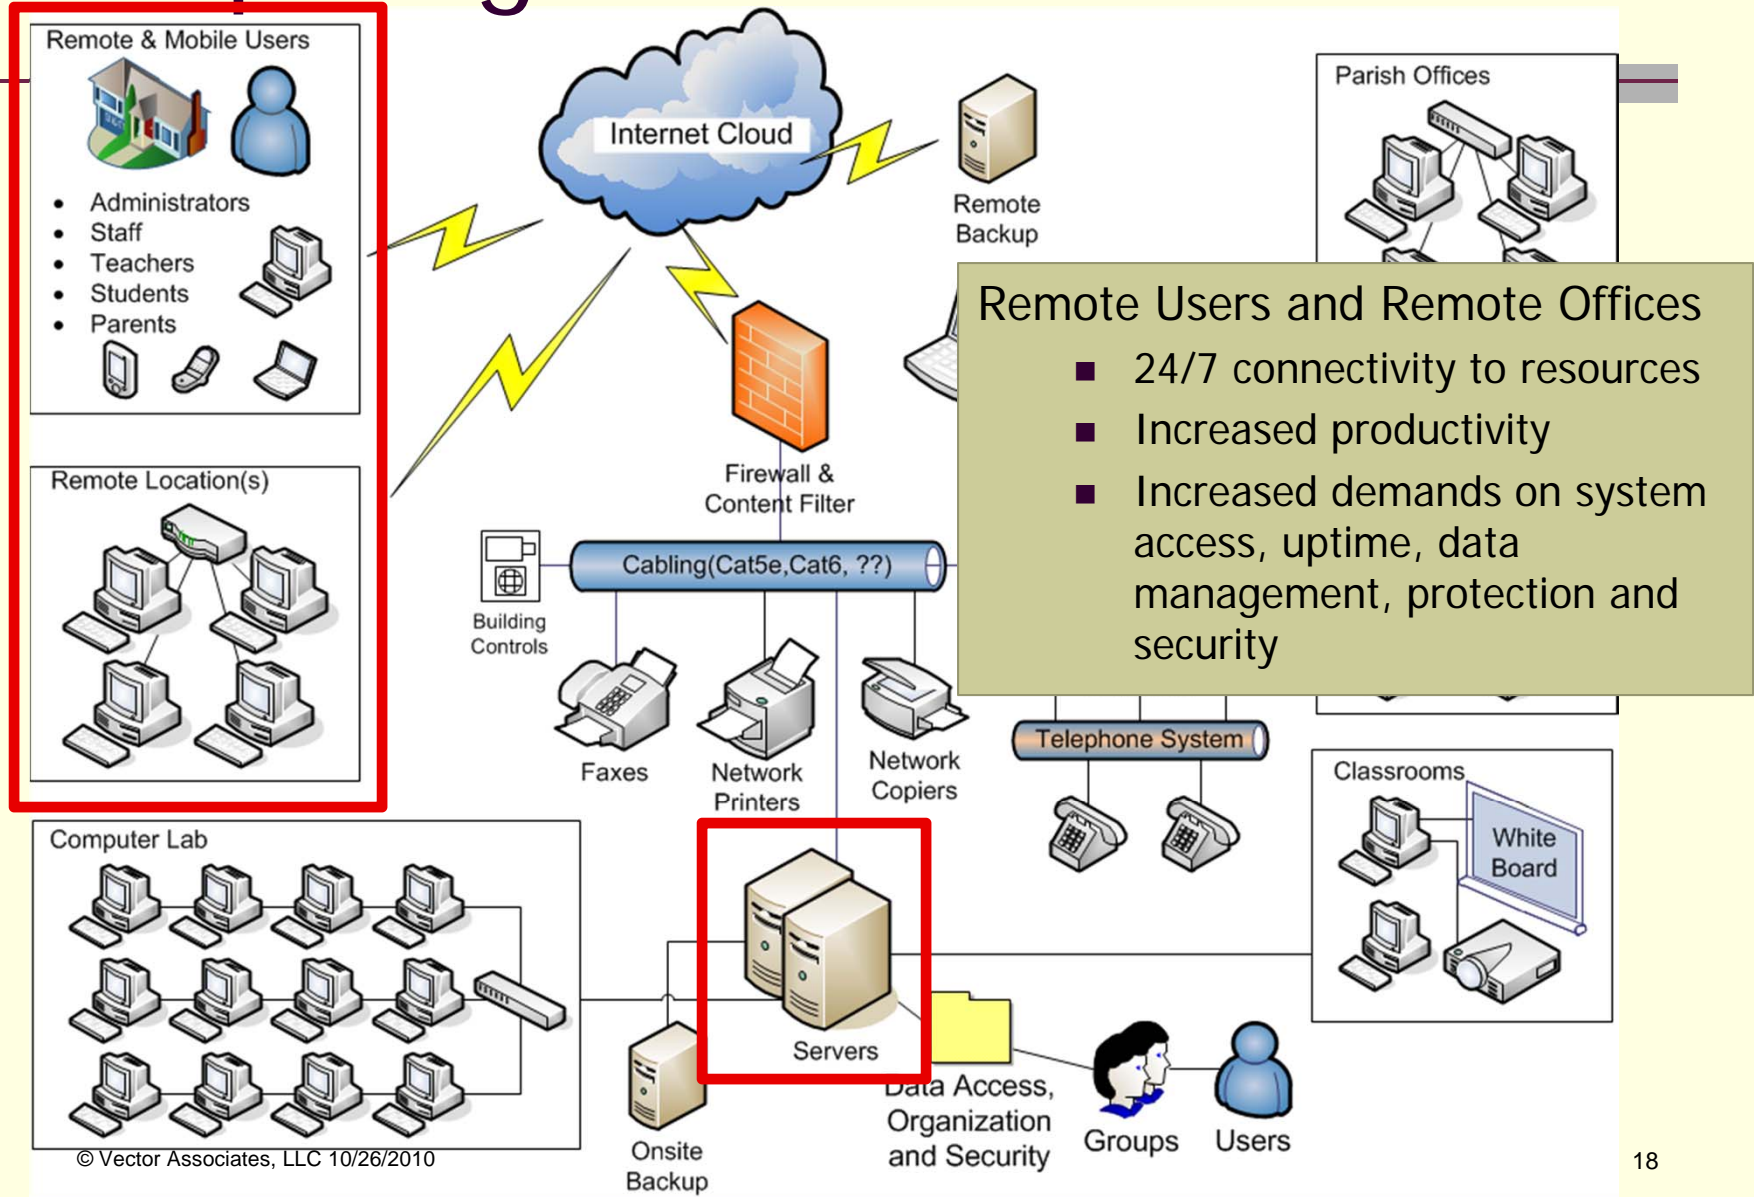 Remote & Mobile Users
Administrators
Staff
Teachers
Students
Parents
Internet Cloud
Remote
Backup
Parish Offices
Remote Users and Remote Offices
24/7 connectivity to resources
Increased productivity
Increased demands on system
access, uptime, data
management, protection and
security
Remote Location(s)
Firewall &
Content Filter
Cabling(Cat5e,Cat6, ??)
Building
Controls
Faxes
Network
Printers
Network
Copiers
Telephone System
Classrooms
White
Board
Computer Lab
Servers
Onsite
Backup
Data Access,
Organization
and Security
Groups
Users
© Vector Associates, LLC 10/26/2010
18